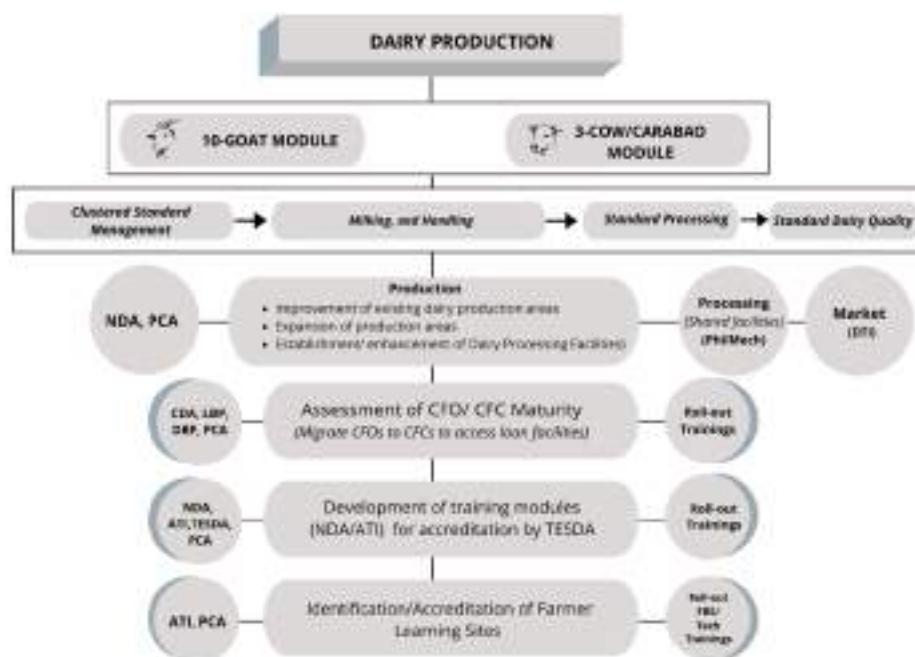 DAIRY PRODUCTION
10-GOAT MODULE
3-COW/CARABAO
MODULE
Clustered Standard
Management
Milking, and Handling
Standard Processing
Standard Dairy Quality
NDA, PCA
Production
• Improvement of existing dairy production areas
• Expansion of production areas
• Establishment/ enhancement of Dairy Processing Facilities)
Processing
(Shared facilities)
(PhilMech)
Market
(DTI)
CDA, LBP,
DBP, PCA
Assessment of CFO/ CFC Maturity
(Migrate CFOs to CFCs to access loan facilities)
Roll-out
Trainings
NDA,
ATI,TESDA,
PCA
Development of training modules
(NDA/ATI) for accreditation by TESDA
Roll-out
Trainings
ATI, PCA
Identification/Accreditation of Farmer
Learning Sites
Roll-out
Tech
Trainings